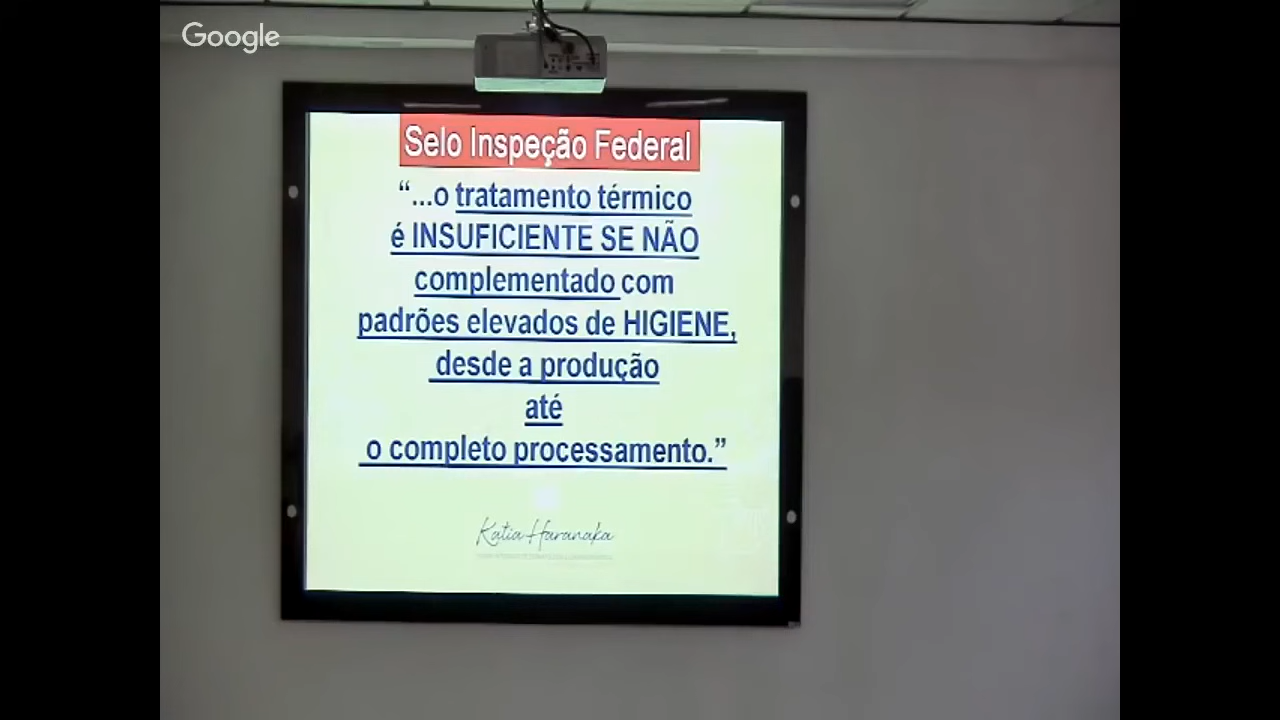 Google
Selo Inspeção Federal
“...o tratamento térmico
é INSUFICIENTE SE NÃO
complementado com
padrões elevados de HIGIENE,
desde a produção
até
o completo processamento.”
Katia Haranaka